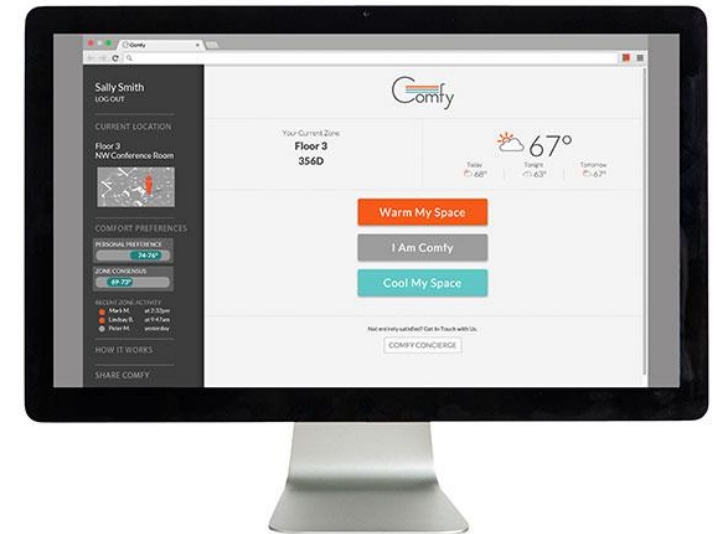 Comfy
Sally Smith
LOG OUT
CURRENT LOCATION
Floor 3
NW Conference Room
COMFORT PREFERENCES
PERSONAL PREFERENCE
74-76°
ZONE CONSENSUS
69-73°
RECENT ZONE ACTIVITY
Mark M. at 2:33pm
Lindsay B. at 9:47am
Peter M. yesterday
HOW IT WORKS
SHARE COMFY
Comfy
Your Current Zone
Floor 3
356D
67°
Today
68°
Tonight
63°
Tomorrow
67°
Warm My Space
I Am Comfy
Cool My Space
Not entirely satisfied? Get In Touch with Us.
COMFY CONCIERGE